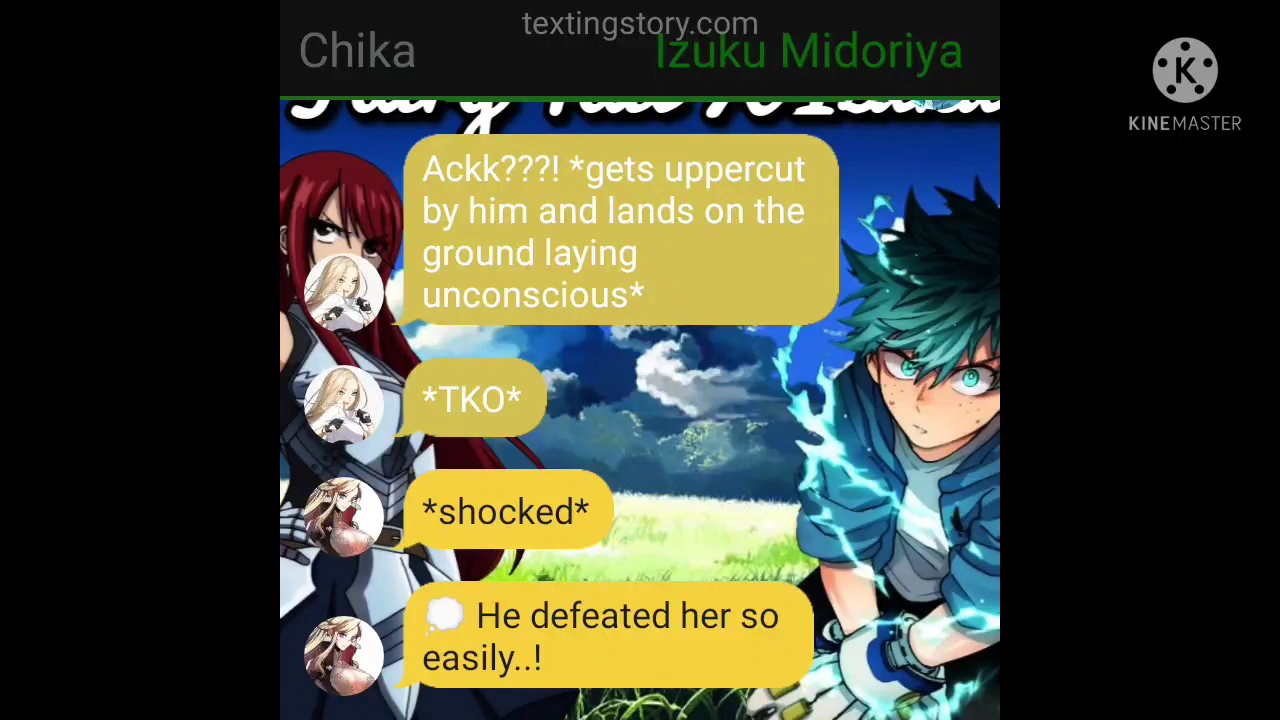 textingstory.com
Chika
Izuku Midoriya
KINEMASTER
Ackk???! *gets uppercut
by him and lands on the
ground laying
unconscious*
*TKO*
*shocked*
💭 He defeated her so
easily..!